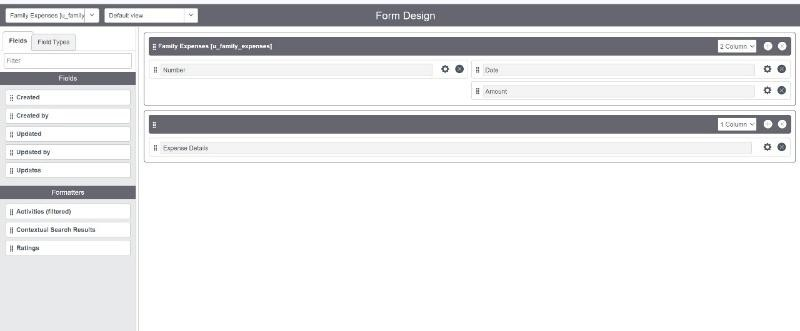 Family Expenses [u_family
Default view
Form Design
Fields
Field Types
Filter
Fields
Created
Created by
Updated
Updated by
Updates
Formatters
Activities (filtered)
Contextual Search Results
Ratings
Family Expenses [u_family_expenses]
2 Column
Number
Date
Amount
1 Column
Expense Details